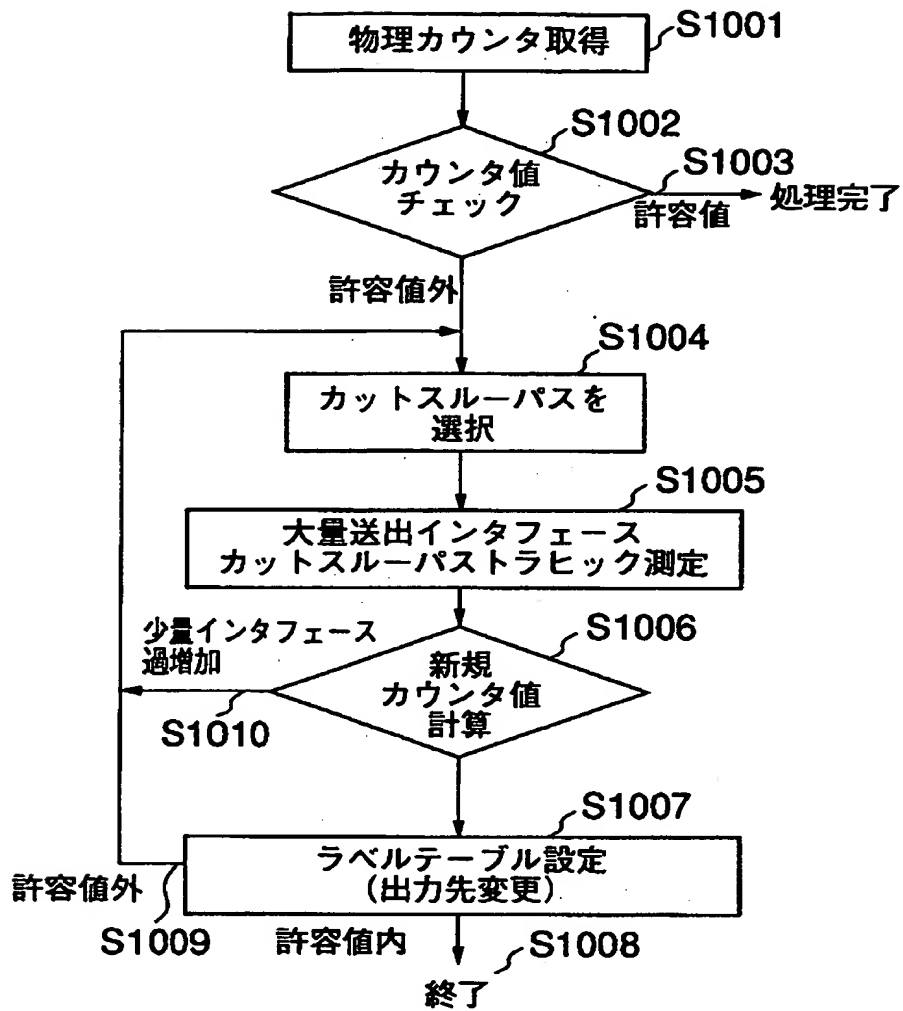 物理カウンタ取得
S1001
S1002
カウンタ値
チェック
S1003
許容値
処理完了
許容値外
S1004
カットスルーパスを
選択
S1005
大量送出インタフェース
カットスルーパストラヒック測定
少量インタフェース
過増加
S1006
新規
カウンタ値
計算
S1010
S1007
ラベルテーブル設定
(出力先変更)
許容値外
S1009
許容値内
S1008
終了